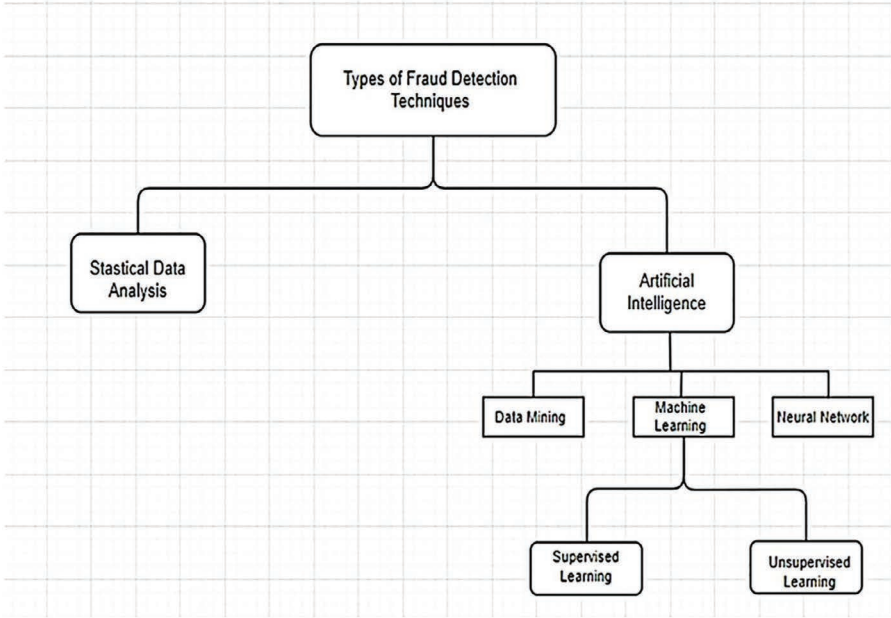 Types of Fraud Detection
Techniques
Stastical Data
Analysis
Artificial
Intelligence
Data Mining
Machine
Learning
Neural Network
Supervised
Learning
Unsupervised
Learning